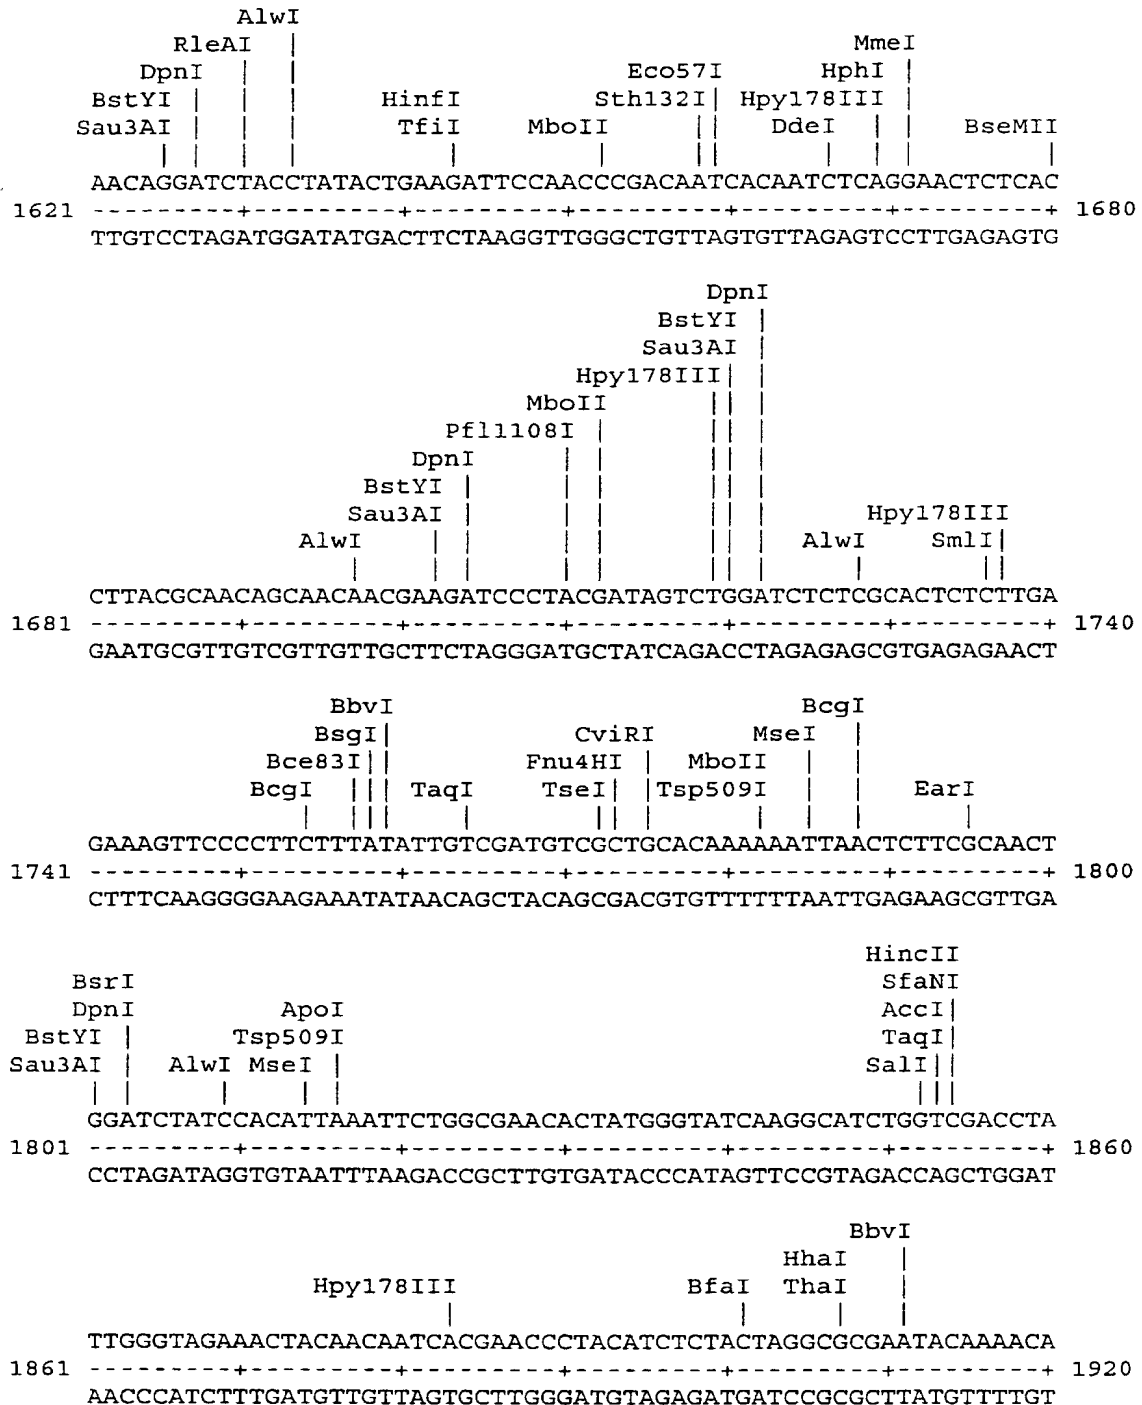 AlwI
RleAI | MmeI
DpnI | | Eco57I HphI |
BstYI | | | HinfI Sth132I | Hpy178III | |
Sau3AI | | | TfiI MboII | | DdeI | | BseMII
| | | | | | | | | | | |
AACAGGATCTACCTATACTGAAGATTCCAACCCGACAATCACAATCTCAGGAACTCTCAC
1621 ---------+---------+---------+---------+---------+---------+ 1680
TTGTCCTAGATGGATATGACTTCTAAGGTTGGGCTGTTAGTGTTAGAGTCCTTGAGAGTG
DpnI
BstYI |
Sau3AI |
Hpy178III | |
MboII | | |
Pfl1108I | | | |
DpnI | | | | |
BstYI | | | | | |
Sau3AI | | | | | | Hpy178III
AlwI | | | | | | | AlwI SmlI |
| | | | | | | | | | |
CTTACGCAACAGCAACAACGAAGATCCCTACGATAGTCTGGATCTCTCGCACTCTCTTGA
1681 ---------+---------+---------+---------+---------+---------+ 1740
GAATGCGTTGTCGTTGTTGCTTCTAGGGATGCTATCAGACCTAGAGAGCGTGAGAGAACT
BbvI BcgI
BsgI | CviRI MseI |
Bce83I | | Fnu4HI | MboII | |
BcgI | | | TaqI TseI | | Tsp509I | | EarI
| | | | | | | | | | | |
GAAAGTTCCCCTTCTTTATATTGTCGATGTCGCTGCACAAAAAATTAACTCTTCGCAACT
1741 ---------+---------+---------+---------+---------+---------+ 1800
CTTTCAAGGGGAAGAAATATAACAGCTACAGCGACGTGTTTTTTAATTGAGAAGCGTTGA
HincII
BsrI SfaNI
DpnI ApoI AccI |
BstYI | Tsp509I TaqI | |
Sau3AI | AlwI MseI | SalI | |
| | | | | | | |
GGATCTATCCACATTAAATTCTGGCGAACACTATGGGTATCAAGGCATCTGGTCGACCTA
1801 ---------+---------+---------+---------+---------+---------+ 1860
CCTAGATAGGTGTAATTTAAGACCGCTTGTGATACCCATAGTTCCGTAGACCAGCTGGAT
BbvI
HhaI |
Hpy178III BfaI ThaI |
| | | |
TTGGGTAGAAACTACAACAATCACGAACCCTACATCTCTACTAGGCGCGAATACAAAACA
1861 ---------+---------+---------+---------+---------+---------+ 1920
AACCCATCTTTGATGTTGTTAGTGCTTGGGATGTAGAGATGATCCGCGCTTATGTTTTGT